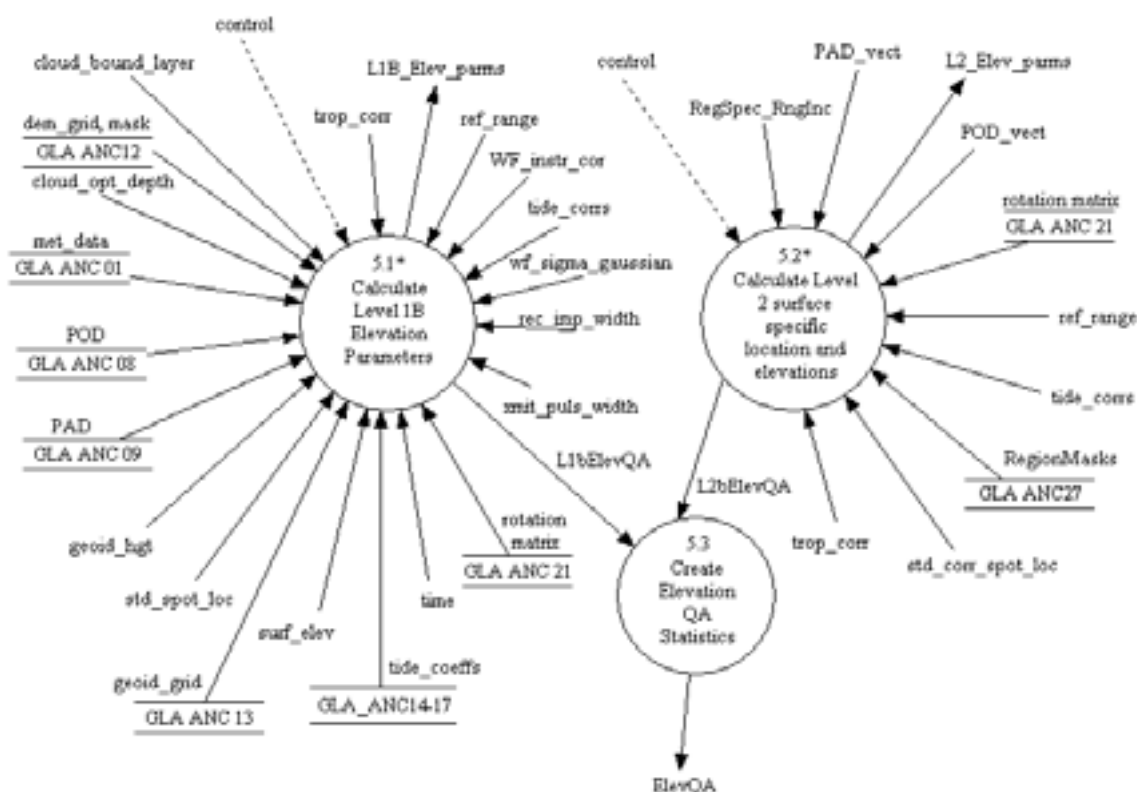 control
cloud_bound_layer
L1B_Elev_parms
dem_grid, mask
GLA ANC12
trop_corr
ref_range
cloud_opt_depth
WF_instr_cor
met_data
GLA ANC 01
tide_corrs
wf_sigma_gaussian
5.1*
Calculate
Level 1B
Elevation
Parameters
rec_imp_width
POD
GLA ANC 08
xmit_puls_width
PAD
GLA ANC 09
L1bElevQA
geoid_hgt
rotation
matrix
GLA ANC 21
std_spot_loc
time
surf_elev
geoid_grid
GLA ANC 13
tide_coeffs
GLA_ANC14-17
control
PAD_vect
L2_Elev_parms
RegSpec_RngInc
POD_vect
rotation matrix
GLA ANC 21
5.2*
Calculate Level
2 surface
specific
location and
elevations
ref_range
tide_corrs
RegionMasks
GLA ANC27
L2bElevQA
trop_corr
std_corr_spot_loc
5.3
Create
Elevation
QA
Statistics
ElevQA